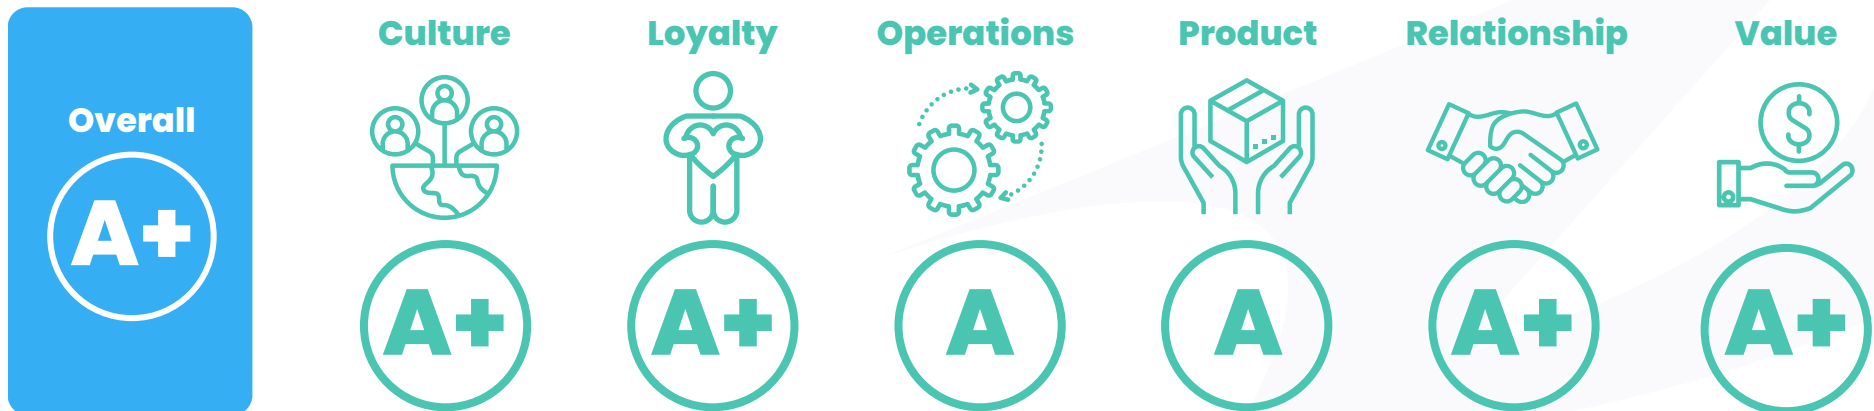 Overall
A+
Culture
Loyalty
Operations
Product
Relationship
Value
$
A+
A+
A
A
A+
A+